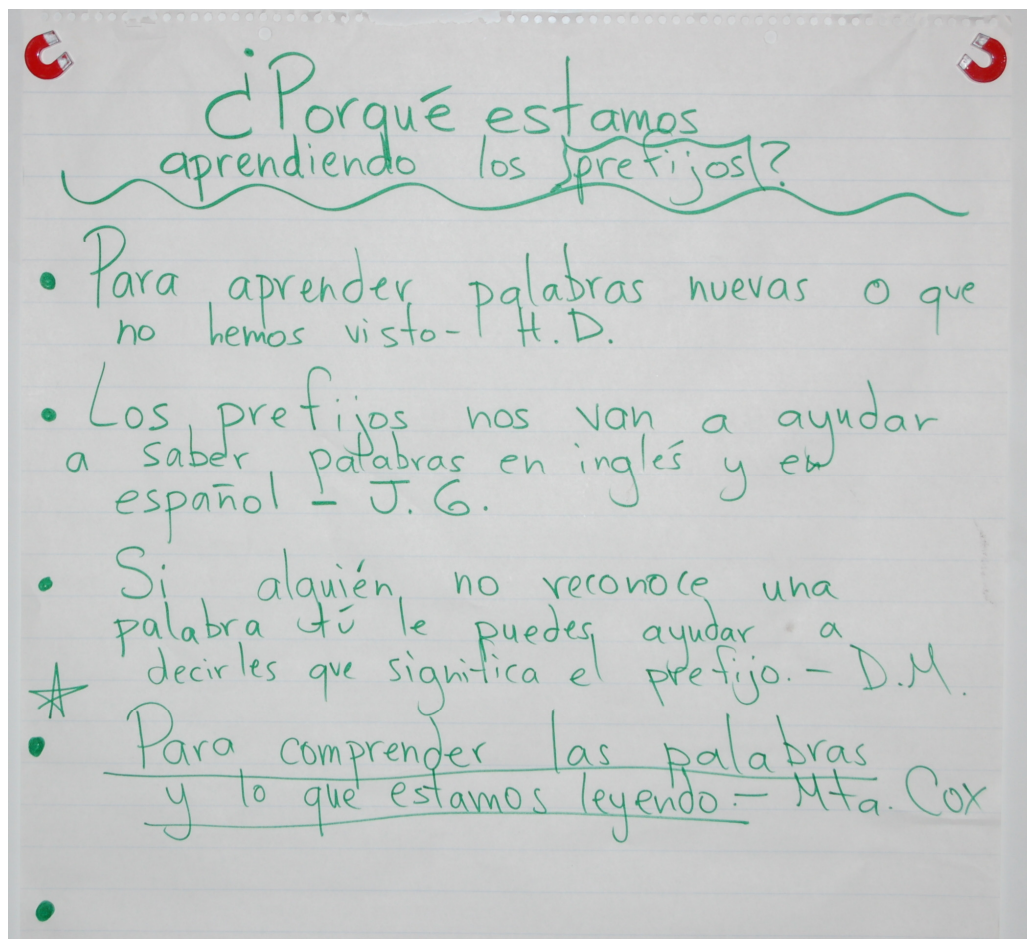 ¿Porqué estamos
aprendiendo los prefijos?
• Para aprender palabras nuevas o que
no hemos visto- H.D.
• Los prefijos nos van a ayudar
a saber palabras en inglés y en
español - J.G.
• Si alguién no reconoce una
palabra tú le puedes ayudar a
decirles que significa el prefijo. - D.M.
• Para comprender las palabras
y lo que estamos leyendo - Mta. Cox